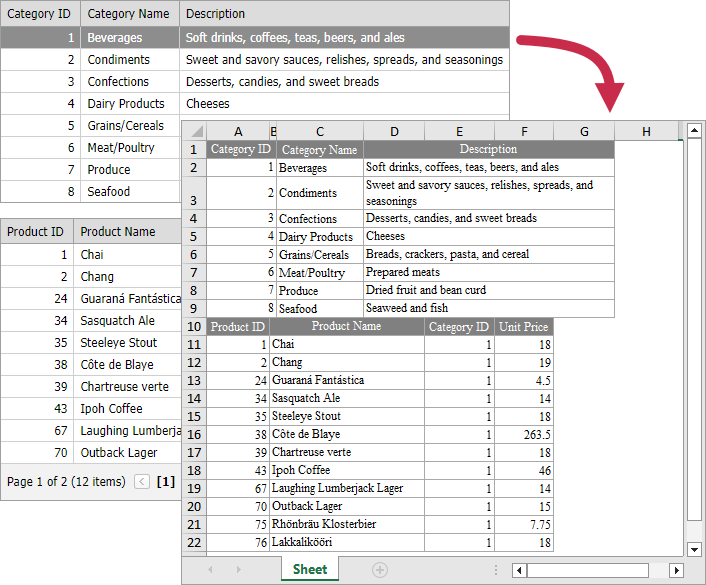 Category ID Category Name Description
1 Beverages Soft drinks, coffees, teas, beers, and ales
2 Condiments Sweet and savory sauces, relishes, spreads, and seasonings
3 Confections Desserts, candies, and sweet breads
4 Dairy Products Cheeses
5 Grains/Cereals
6 Meat/Poultry
7 Produce
8 Seafood
Product ID Product Name
1 Chai
2 Chang
24 Guaraná Fantástica
34 Sasquatch Ale
35 Steeleye Stout
38 Côte de Blaye
39 Chartreuse verte
43 Ipoh Coffee
67 Laughing Lumberja
70 Outback Lager
Page 1 of 2 (12 items) [1]
A B C D E F G H
1 Category ID Category Name Description
2 1 Beverages Soft drinks, coffees, teas, beers, and ales
3 2 Condiments Sweet and savory sauces, relishes, spreads, and
seasonings
4 3 Confections Desserts, candies, and sweet breads
5 4 Dairy Products Cheeses
6 5 Grains/Cereals Breads, crackers, pasta, and cereal
7 6 Meat/Poultry Prepared meats
8 7 Produce Dried fruit and bean curd
9 8 Seafood Seaweed and fish
10 Product ID Product Name Category ID Unit Price
11 1 Chai 1 18
12 2 Chang 1 19
13 24 Guaraná Fantástica 1 4.5
14 34 Sasquatch Ale 1 14
15 35 Steeleye Stout 1 18
16 38 Côte de Blaye 1 263.5
17 39 Chartreuse verte 1 18
18 43 Ipoh Coffee 1 46
19 67 Laughing Lumberjack Lager 1 14
20 70 Outback Lager 1 15
21 75 Rhönbräu Klosterbier 1 7.75
22 76 Lakkalikööri 1 18
Sheet